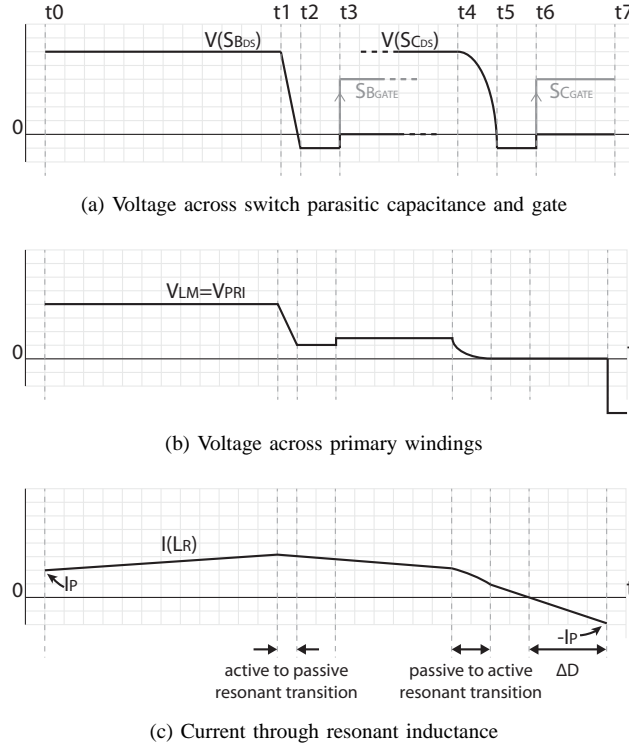 t0 t1 t2 t3 t4 t5 t6 t7
V(SBDS) V(SCDS)
SBGATE SCGATE
0
(a) Voltage across switch parasitic capacitance and gate
VLM=VPRI
0
t
(b) Voltage across primary windings
I(LR)
IP
0
t
-IP
active to passive resonant transition
passive to active resonant transition
ΔD
(c) Current through resonant inductance